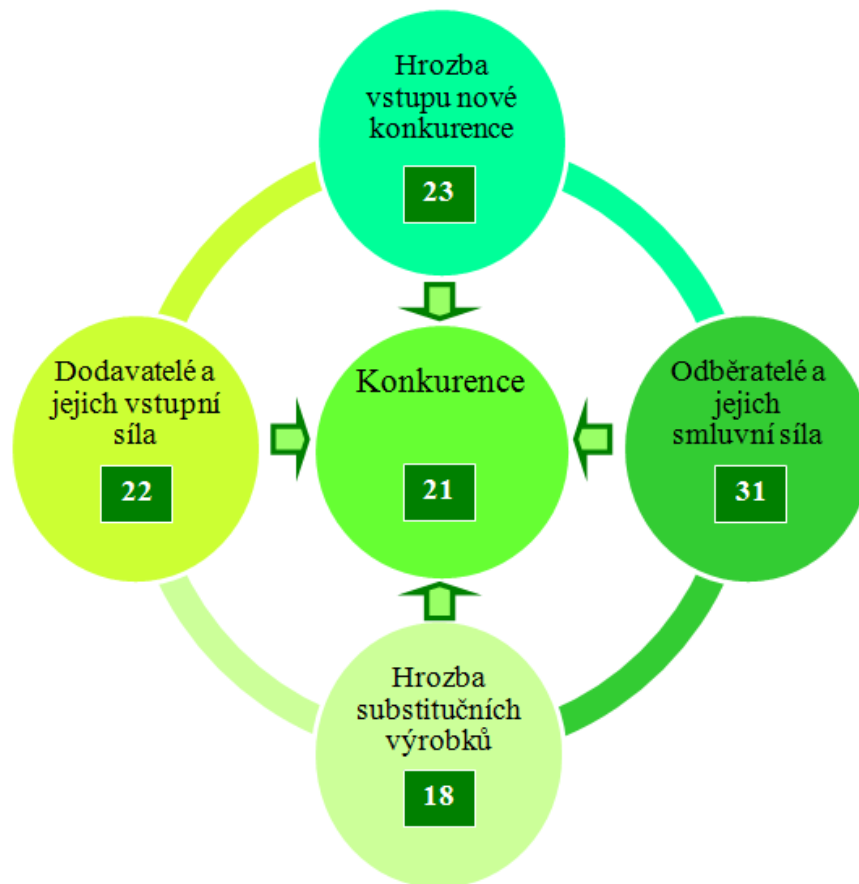 Hrozba
vstupu nové
konkurence
23
Dodavatelé a
jejich vstupní
síla
22
Konkurence
21
Odběratelé a
jejich
smluvní síla
31
Hrozba
substitučních
výrobků
18